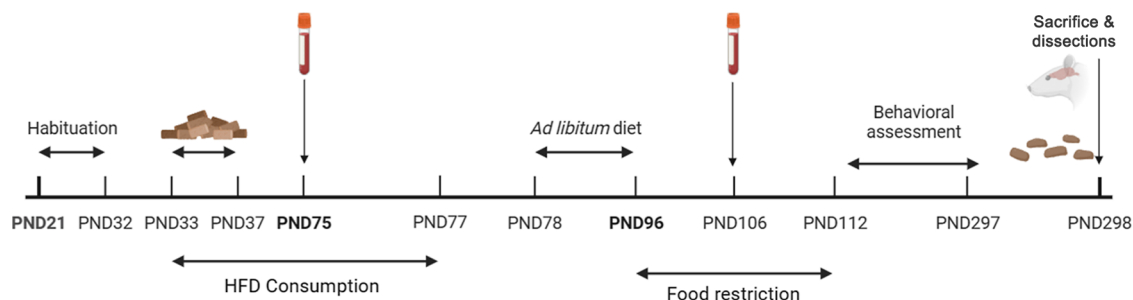 Sacrifice &
dissections
Habituation
Ad libitum diet
Behavioral
assessment
PND21 PND32 PND33 PND37 PND75 PND77 PND78 PND96 PND106 PND112 PND297 PND298
HFD Consumption
Food restriction